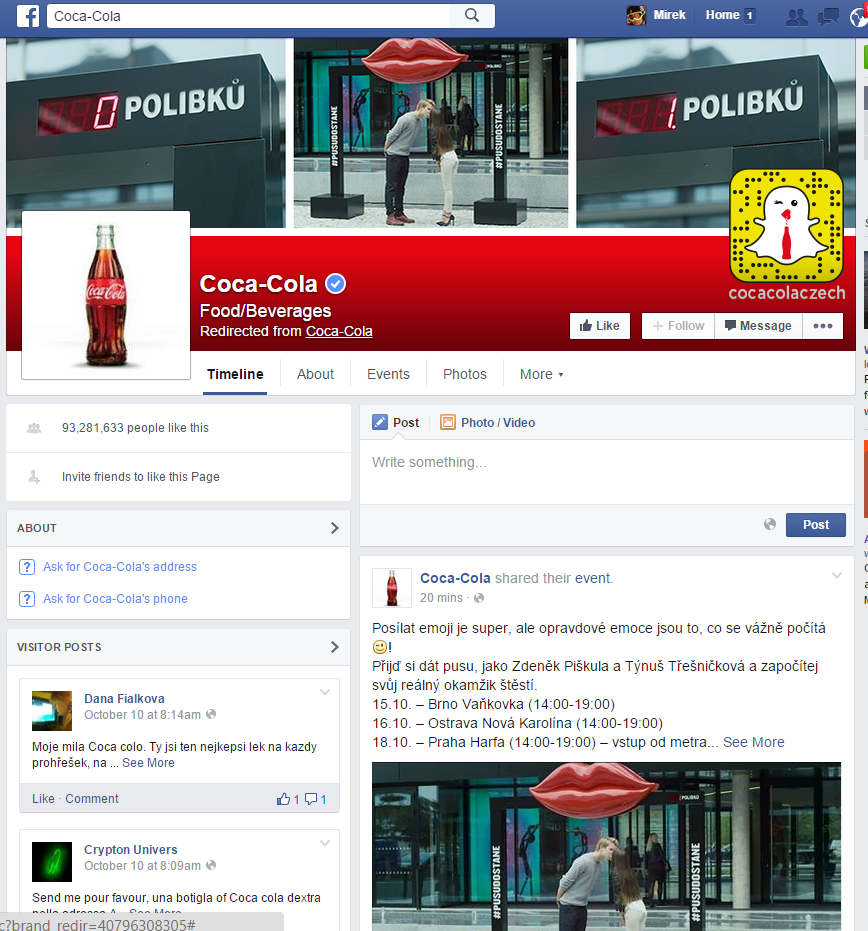 Coca-Cola
Mirek
Home 1
0 POLIBKŮ
POLIBKŮ
#PUSUDOSTANE
#PUSUDOSTANE
1. POLIBKŮ
Coca-Cola
cocacolaczech
Coca-Cola
Food/Beverages
Redirected from Coca-Cola
Like
Follow
Message
Timeline
About
Events
Photos
More
93,281,633 people like this
Invite friends to like this Page
ABOUT
? Ask for Coca-Cola's address
? Ask for Coca-Cola's phone
VISITOR POSTS
Dana Fialkova
October 10 at 8:14am
Moje mila Coca colo. Ty jsi ten nejkepsi lek na kazdy
prohřešek, na ... See More
Like · Comment
1 1
Crypton Univers
October 10 at 8:09am
Send me pour favour, una botigla of Coca cola dextra
c?brand_redir=40796308305#
Post
Photo / Video
Write something...
Post
Coca-Cola shared their event.
20 mins ·
Posílat emoji je super, ale opravdové emoce jsou to, co se vážně počítá
!
Přijď si dát pusu, jako Zdeněk Piškula a Týnuš Třešničková a započítej
svůj reálný okamžik štěstí.
15.10. – Brno Vaňkovka (14:00-19:00)
16.10. – Ostrava Nová Karolína (14:00-19:00)
18.10. – Praha Harfa (14:00-19:00) – vstup od metra... See More
POLIBKŮ
#PUSUDOSTANE
#PUSUDOSTANE